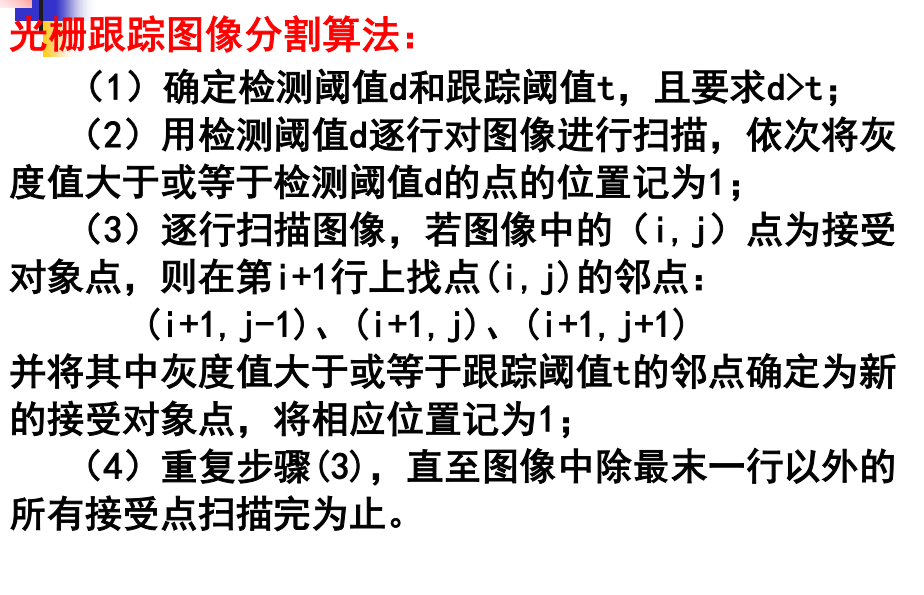 光栅跟踪图像分割算法：
（1）确定检测阈值d和跟踪阈值t，且要求d>t；
（2）用检测阈值d逐行对图像进行扫描，依次将灰
度值大于或等于检测阈值d的点的位置记为1；
（3）逐行扫描图像，若图像中的（i,j）点为接受
对象点，则在第i+1行上找点(i,j)的邻点：
(i+1,j-1)、(i+1,j)、(i+1,j+1)
并将其中灰度值大于或等于跟踪阈值t的邻点确定为新
的接受对象点，将相应位置记为1；
（4）重复步骤(3)，直至图像中除最末一行以外的
所有接受点扫描完为止。